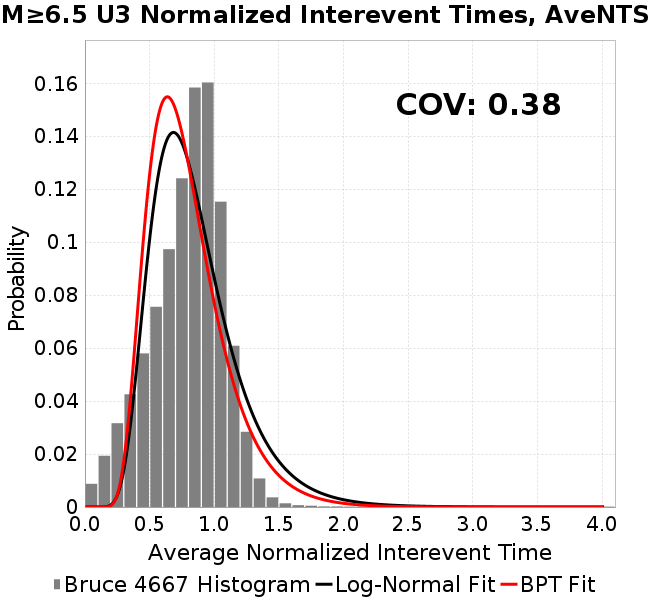 M≥6.5 U3 Normalized Interevent Times, AveNTS
COV: 0.38
0.16
0.14
0.12
0.1
0.08
0.06
0.04
0.02
0
Probability
0.0 0.5 1.0 1.5 2.0 2.5 3.0 3.5 4.0
Average Normalized Interevent Time
Bruce 4667 Histogram Log-Normal Fit BPT Fit